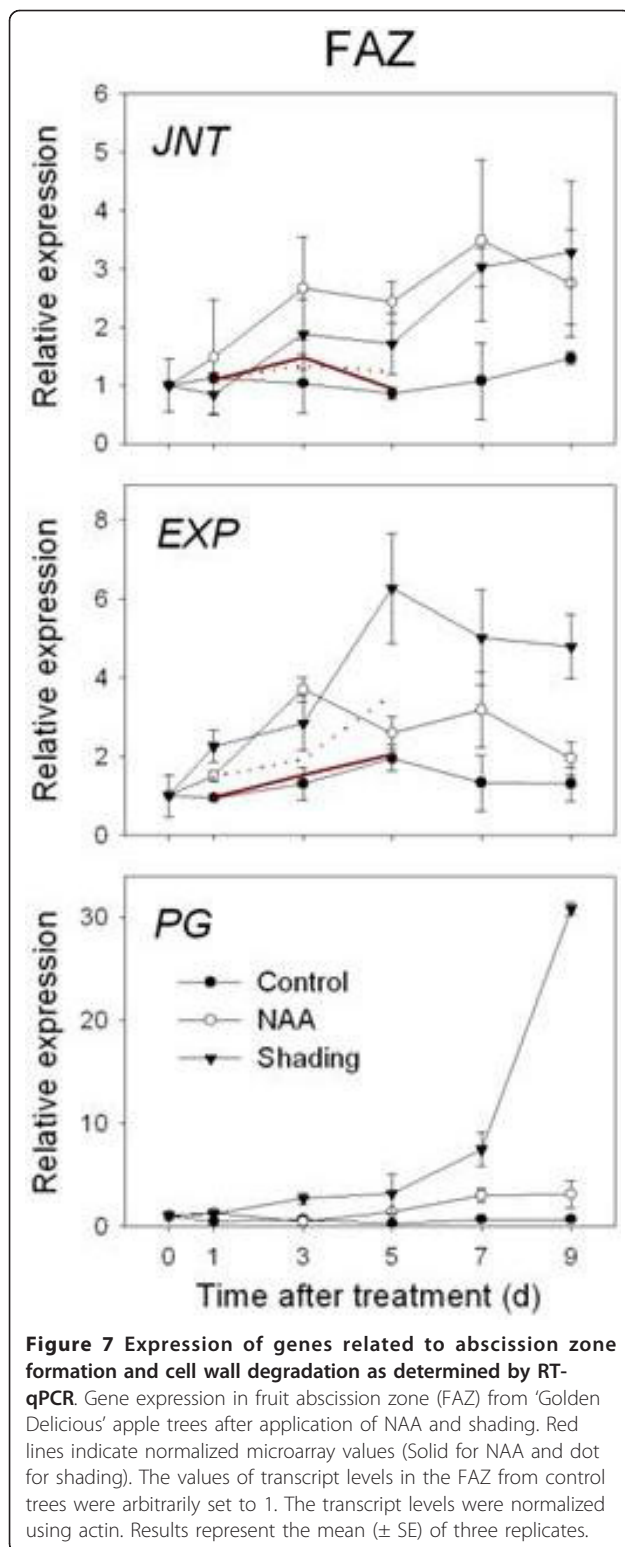 FAZ
6
5
4
3
2
1
0
Relative expression
JNT
8
6
4
2
0
Relative expression
EXP
30
20
10
0
Relative expression
PG
Control
NAA
Shading
0 1 3 5 7 9
Time after treatment (d)
Figure 7 Expression of genes related to abscission zone
formation and cell wall degradation as determined by RT-
qPCR. Gene expression in fruit abscission zone (FAZ) from ‘Golden
Delicious’ apple trees after application of NAA and shading. Red
lines indicate normalized microarray values (Solid for NAA and dot
for shading). The values of transcript levels in the FAZ from control
trees were arbitrarily set to 1. The transcript levels were normalized
using actin. Results represent the mean (± SE) of three replicates.